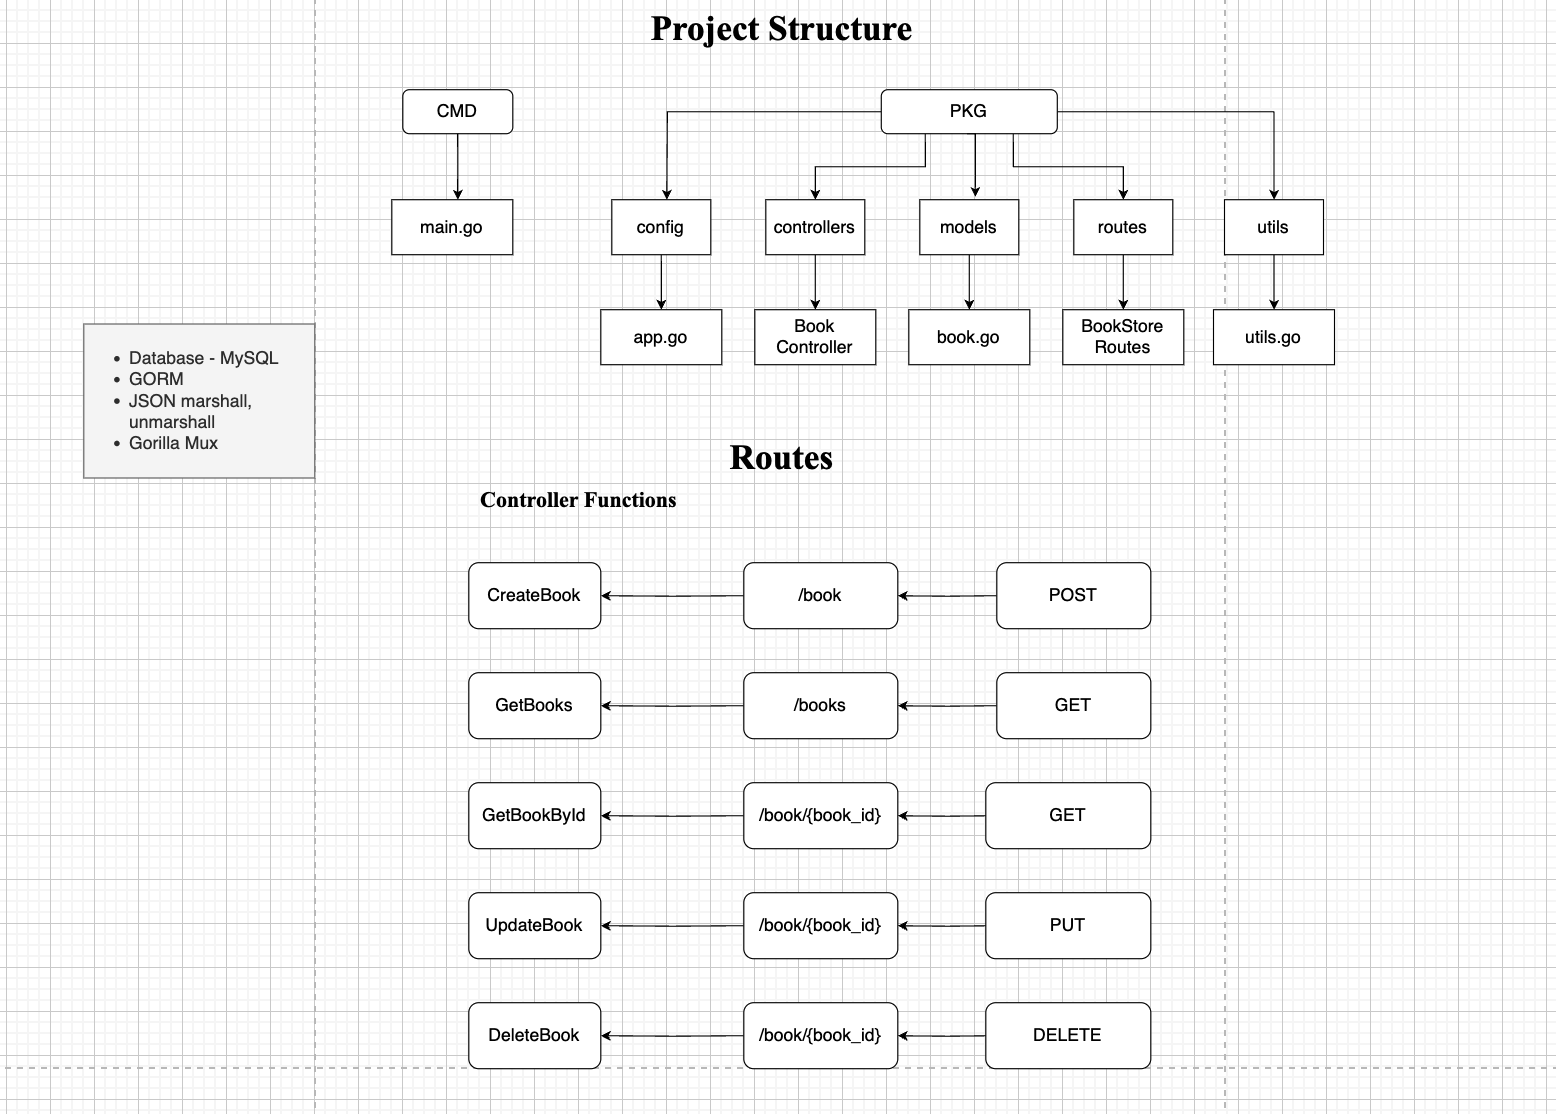 Project Structure
CMD
PKG
main.go
config
controllers
models
routes
utils
app.go
Book
Controller
book.go
BookStore
Routes
utils.go
• Database - MySQL
• GORM
• JSON marshall,
unmarshall
• Gorilla Mux
Routes
Controller Functions
CreateBook
/book
POST
GetBooks
/books
GET
GetBookById
/book/{book_id}
GET
UpdateBook
/book/{book_id}
PUT
DeleteBook
/book/{book_id}
DELETE